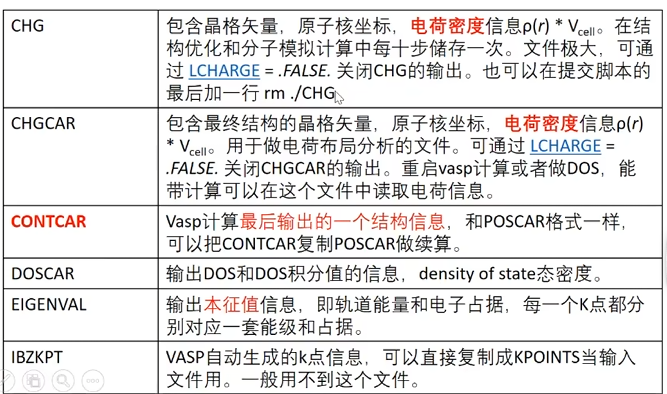 CHG
包含晶格矢量，原子核坐标，电荷密度信息ρ(r) * Vcell。在结
构优化和分子模拟计算中每十步储存一次。文件极大，可通
过 LCHARGE = .FALSE. 关闭CHG的输出。也可以在提交脚本的
最后加一行 rm ./CHG
CHGCAR
包含最终结构的晶格矢量，原子核坐标，电荷密度信息ρ(r)
* Vcell。用于做电荷布局分析的文件。可通过 LCHARGE =
.FALSE. 关闭CHGCAR的输出。重启vasp计算或者做DOS，能
带计算可以在这个文件中读取电荷信息。
CONTCAR
Vasp计算最后输出的一个结构信息，和POSCAR格式一样，
可以把CONTCAR复制POSCAR做续算。
DOSCAR
输出DOS和DOS积分值的信息，density of state态密度。
EIGENVAL
输出本征值信息，即轨道能量和电子占据，每一个K点都分
别对应一套能级和占据。
IBZKPT
VASP自动生成的k点信息，可以直接复制成KPOINTS当输入
文件用。一般用不到这个文件。